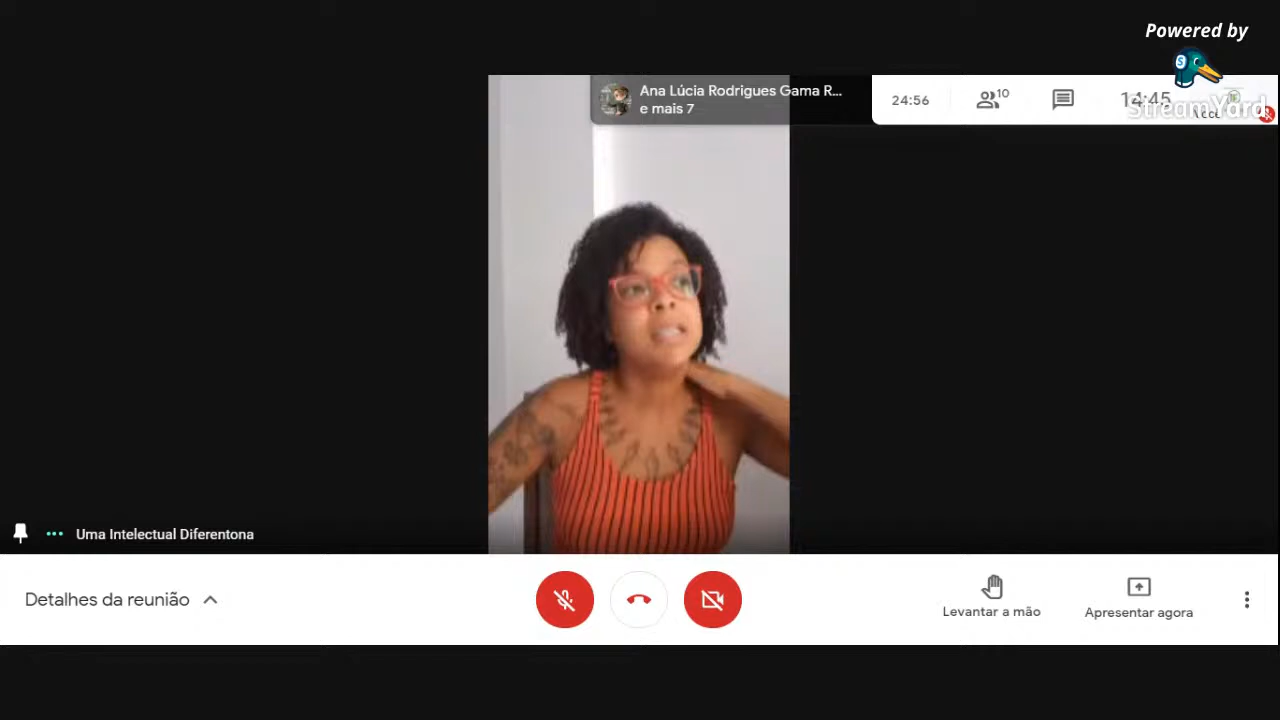 Powered by
StreamYard
Ana Lúcia Rodrigues Gama R...
e mais 7
24:56
10
14:45
Uma Intelectual Diferentona
Detalhes da reunião
Levantar a mão
Apresentar agora